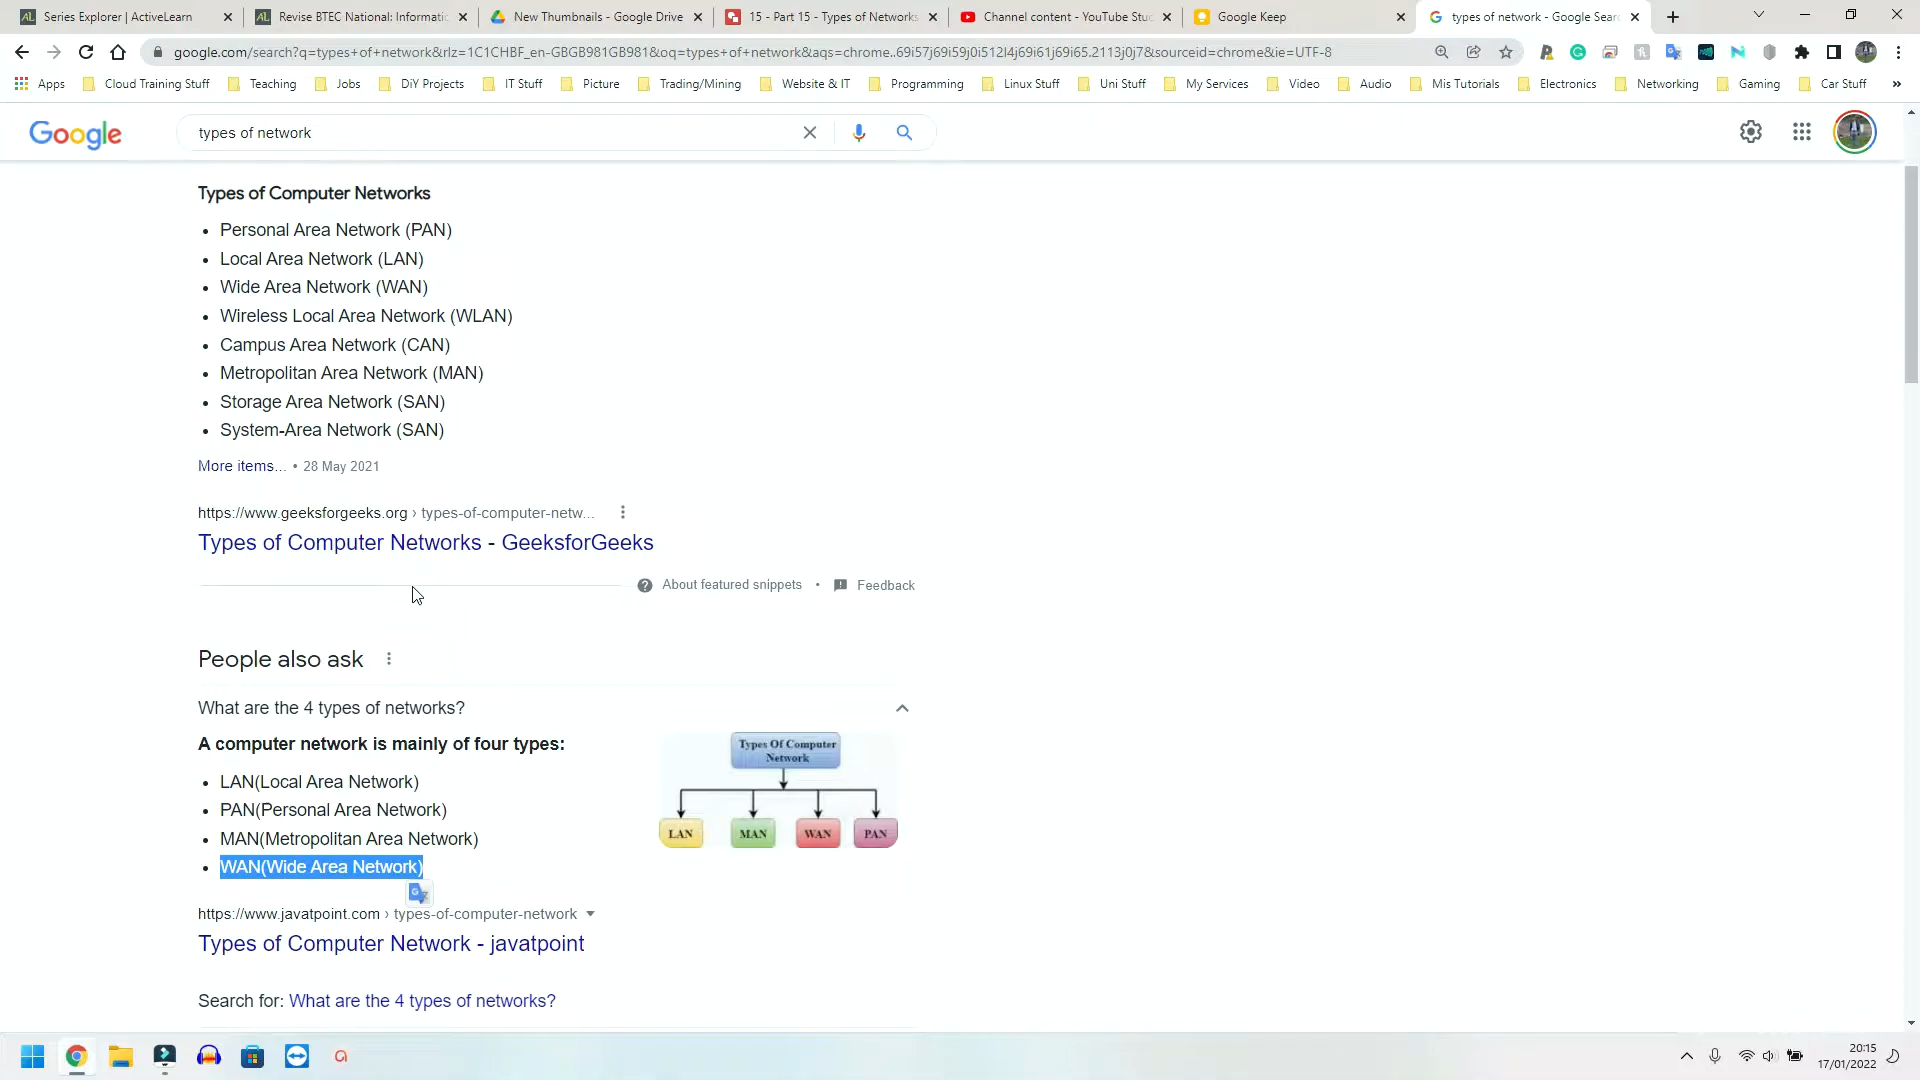 Series Explorer | ActiveLearn
Revise BTEC National: Informatic
New Thumbnails - Google Drive
15 - Part 15 - Types of Networks
Channel content - YouTube Stud
Google Keep
types of network - Google Searc
google.com/search?q=types+of+network&rlz=1C1CHBF_en-GBGB981GB981&oq=types+of+network&aqs=chrome..69i57j69i59j0i512l4j69i61j69i65.2113j0j7&sourceid=chrome&ie=UTF-8
Apps Cloud Training Stuff Teaching Jobs DiY Projects IT Stuff Picture Trading/Mining Website & IT Programming Linux Stuff Uni Stuff My Services Video Audio Mis Tutorials Electronics Networking Gaming Car Stuff »
Google
types of network
Types of Computer Networks
• Personal Area Network (PAN)
• Local Area Network (LAN)
• Wide Area Network (WAN)
• Wireless Local Area Network (WLAN)
• Campus Area Network (CAN)
• Metropolitan Area Network (MAN)
• Storage Area Network (SAN)
• System-Area Network (SAN)
More items... • 28 May 2021
https://www.geeksforgeeks.org › types-of-computer-netw...
Types of Computer Networks - GeeksforGeeks
About featured snippets • Feedback
People also ask
What are the 4 types of networks?
A computer network is mainly of four types:
• LAN(Local Area Network)
• PAN(Personal Area Network)
• MAN(Metropolitan Area Network)
• WAN(Wide Area Network)
Types Of Computer
Network
LAN MAN WAN PAN
https://www.javatpoint.com › types-of-computer-network
Types of Computer Network - javatpoint
Search for: What are the 4 types of networks?
20:15
17/01/2022